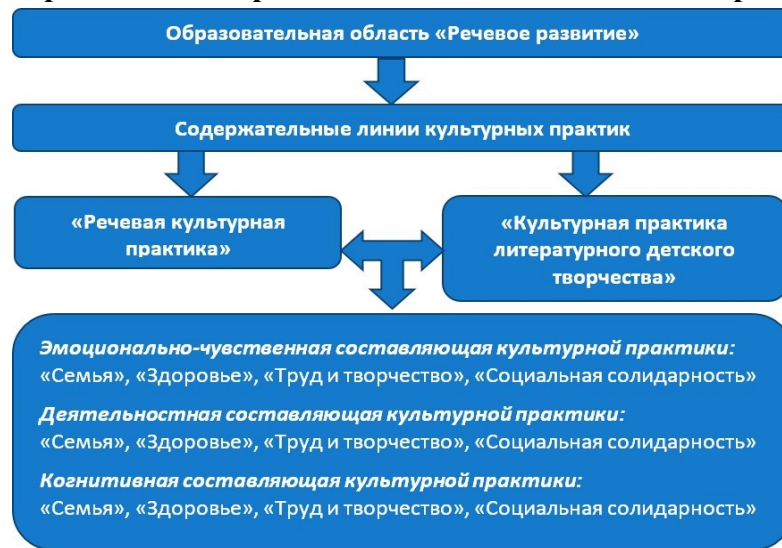 Образовательная область «Речевое развитие»
Содержательные линии культурных практик
«Речевая культурная
практика»
«Культурная практика
литературного детского
творчества»
Эмоционально-чувственная составляющая культурной практики:
«Семья», «Здоровье», «Труд и творчество», «Социальная солидарность»
Деятельностная составляющая культурной практики:
«Семья», «Здоровье», «Труд и творчество», «Социальная солидарность»
Когнитивная составляющая культурной практики:
«Семья», «Здоровье», «Труд и творчество», «Социальная солидарность»